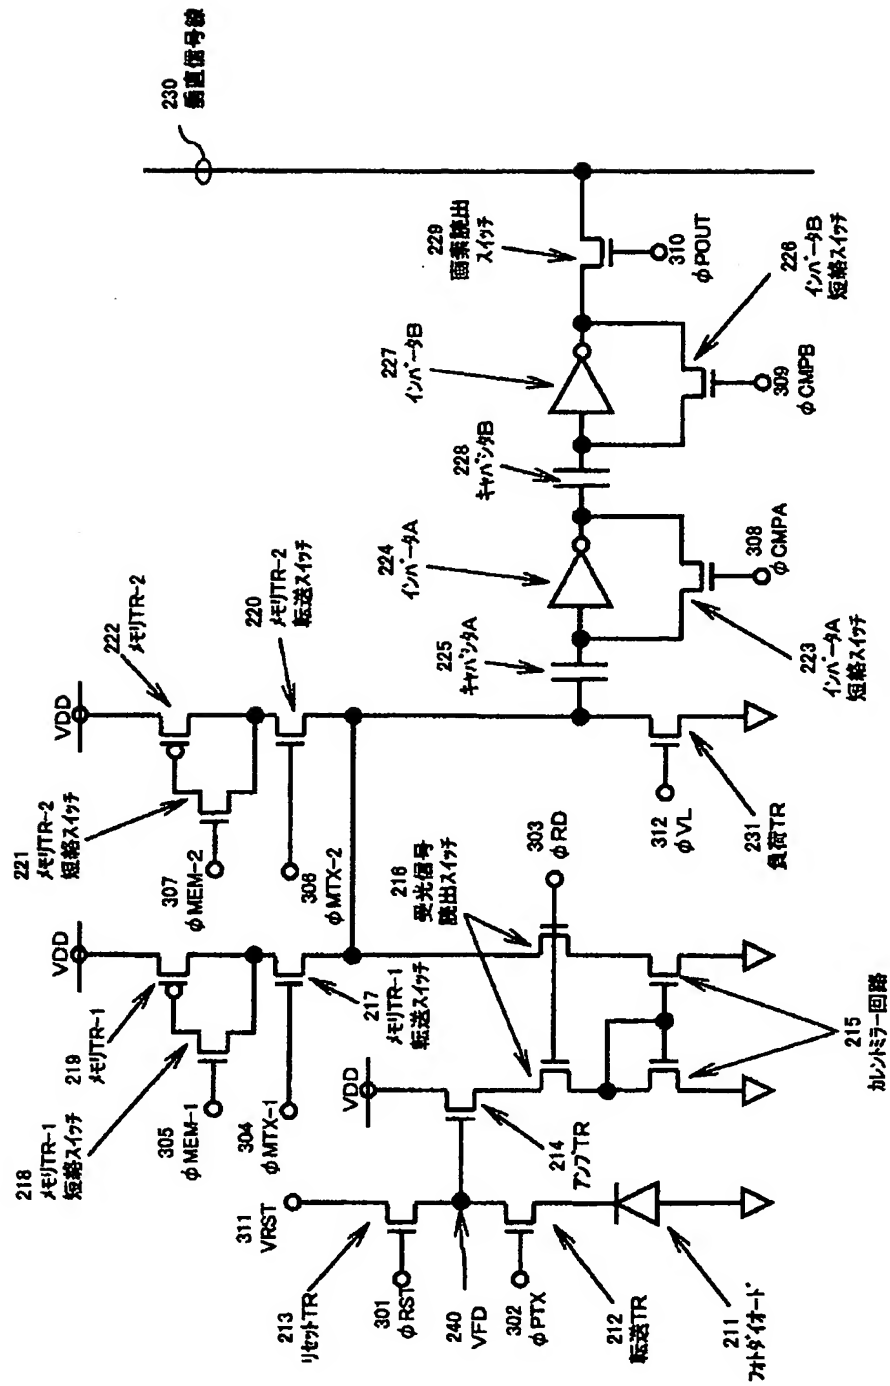 230
垂直信号線
229
画素読出
スイッチ
310
φPOUT
226
インバータB
短絡スイッチ
227
インバータB
309
φCMPB
228
キャパシタB
224
インバータA
308
φCMPA
225
キャパシタA
223
インバータA
短絡スイッチ
220
メモリTR-2
転送スイッチ
222
メモリTR-2
VDD
221
メモリTR-2
短絡スイッチ
307
φMEM-2
306
φMTX-2
312
φVL
231
負荷TR
303
φRD
216
受光信号
読出スイッチ
VDD
219
メモリTR-1
217
メモリTR-1
転送スイッチ
218
メモリTR-1
短絡スイッチ
305
φMEM-1
304
φMTX-1
VDD
214
アンプTR
215
カレントミラー回路
311
VRST
213
リセットTR
301
φRST
240
VFD
302
φPTX
212
転送TR
211
フォトダイオード